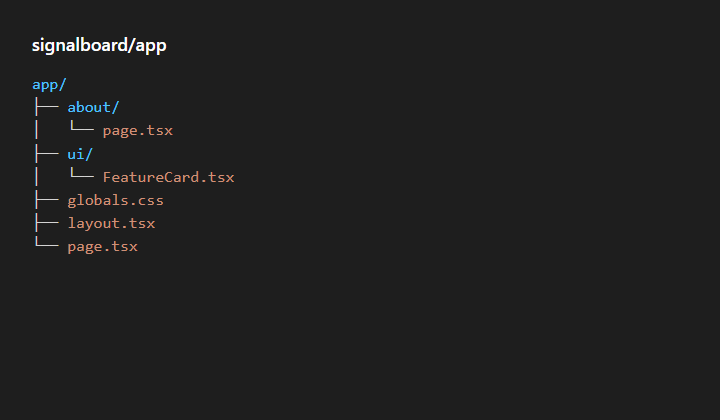 signalboard/app
app/
├── about/
│   └── page.tsx
├── ui/
│   └── FeatureCard.tsx
├── globals.css
├── layout.tsx
└── page.tsx